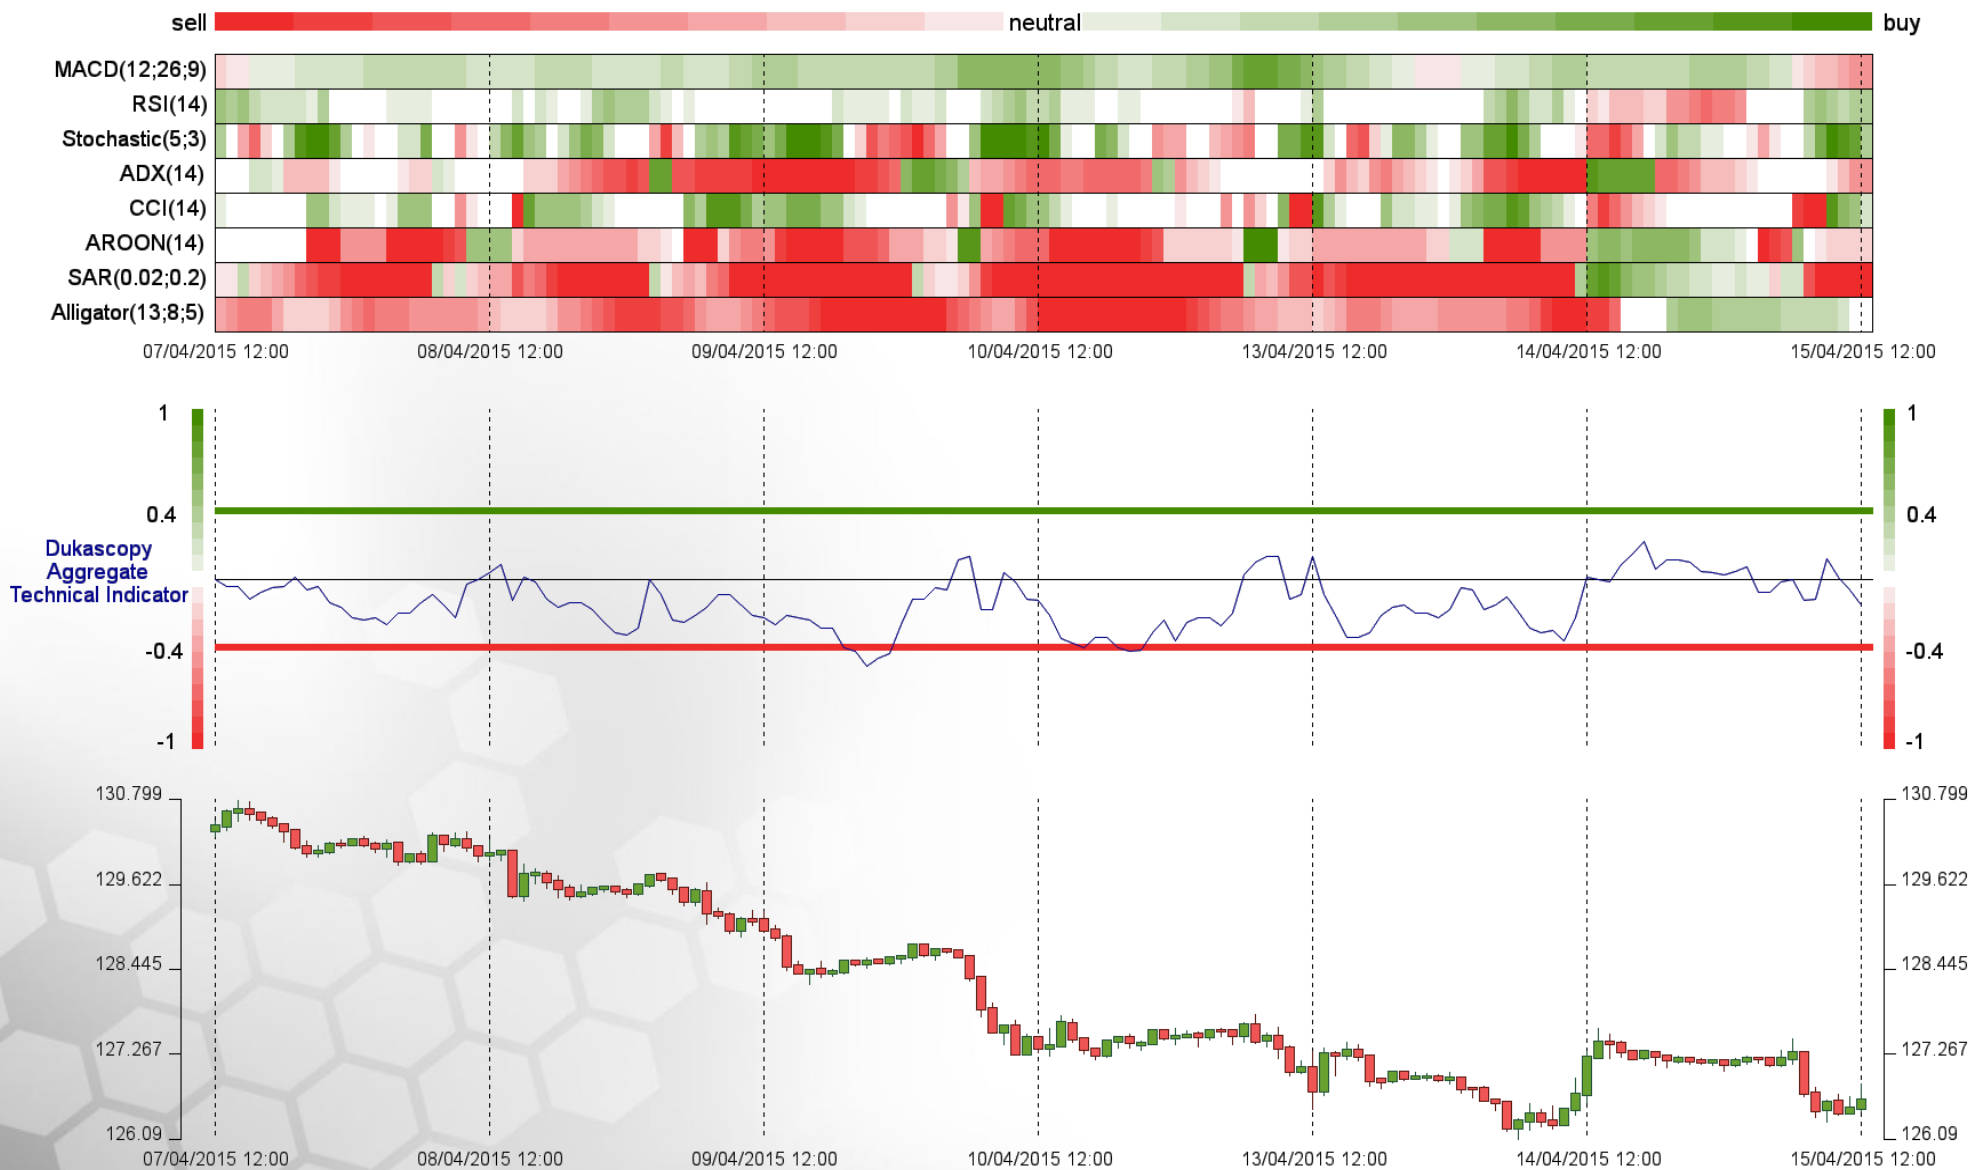 sell neutral buy
MACD(12;26;9)
RSI(14)
Stochastic(5;3)
ADX(14)
CCI(14)
AROON(14)
SAR(0.02;0.2)
Alligator(13;8;5)
07/04/2015 12:00 08/04/2015 12:00 09/04/2015 12:00 10/04/2015 12:00 13/04/2015 12:00 14/04/2015 12:00 15/04/2015 12:00
1 1
0.4 0.4
Dukascopy
Aggregate
Technical Indicator
-0.4 -0.4
-1 -1
130.799 130.799
129.622 129.622
128.445 128.445
127.267 127.267
126.09 126.09
07/04/2015 12:00 08/04/2015 12:00 09/04/2015 12:00 10/04/2015 12:00 13/04/2015 12:00 14/04/2015 12:00 15/04/2015 12:00